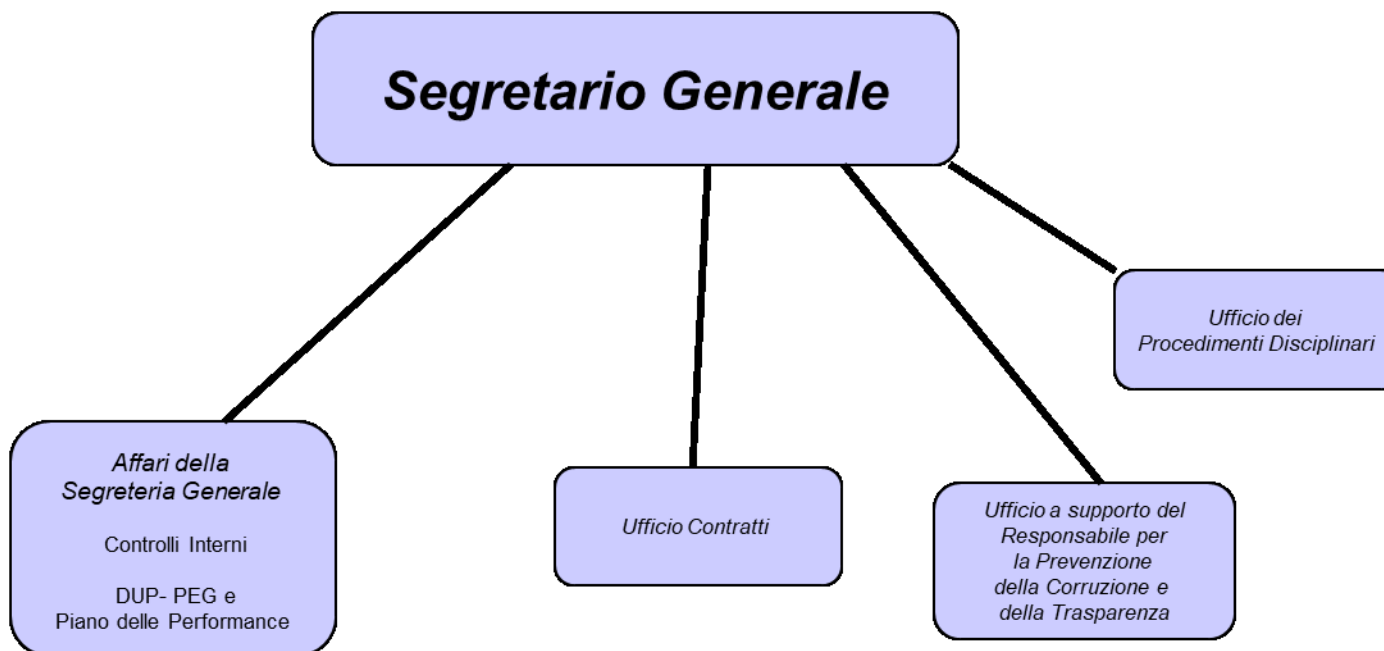 Segretario Generale
Ufficio dei
Procedimenti Disciplinari
Affari della
Segreteria Generale
Controlli Interni
DUP- PEG e
Piano delle Performance
Ufficio Contratti
Ufficio a supporto del
Responsabile per
la Prevenzione
della Corruzione e
della Trasparenza